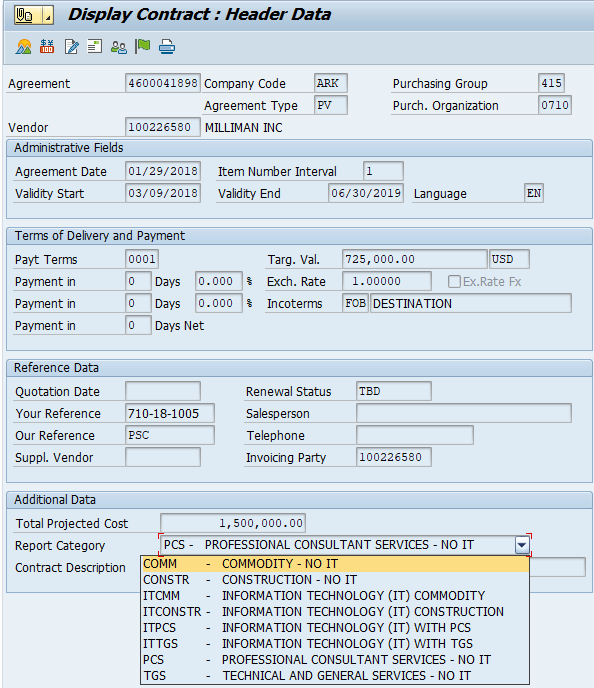 Display Contract : Header Data
Agreement 4600041898 Company Code ARK Purchasing Group 415
Agreement Type PV Purch. Organization 0710
Vendor 100226580 MILLIMAN INC
Administrative Fields
Agreement Date 01/29/2018 Item Number Interval 1
Validity Start 03/09/2018 Validity End 06/30/2019 Language EN
Terms of Delivery and Payment
Payt Terms 0001 Targ. Val. 725,000.00 USD
Payment in 0 Days 0.000 % Exch. Rate 1.00000 Ex.Rate Fx
Payment in 0 Days 0.000 % Incoterms FOB DESTINATION
Payment in 0 Days Net
Reference Data
Quotation Date Renewal Status TBD
Your Reference 710-18-1005 Salesperson
Our Reference PSC Telephone
Suppl. Vendor Invoicing Party 100226580
Additional Data
Total Projected Cost 1,500,000.00
Report Category PCS - PROFESSIONAL CONSULTANT SERVICES - NO IT
Contract Description
COMM - COMMODITY - NO IT
CONSTR - CONSTRUCTION - NO IT
ITCMM - INFORMATION TECHNOLOGY (IT) COMMODITY
ITCONSTR - INFORMATION TECHNOLOGY (IT) CONSTRUCTION
ITPCS - INFORMATION TECHNOLOGY (IT) WITH PCS
ITTGS - INFORMATION TECHNOLOGY (IT) WITH TGS
PCS - PROFESSIONAL CONSULTANT SERVICES - NO IT
TGS - TECHNICAL AND GENERAL SERVICES - NO IT